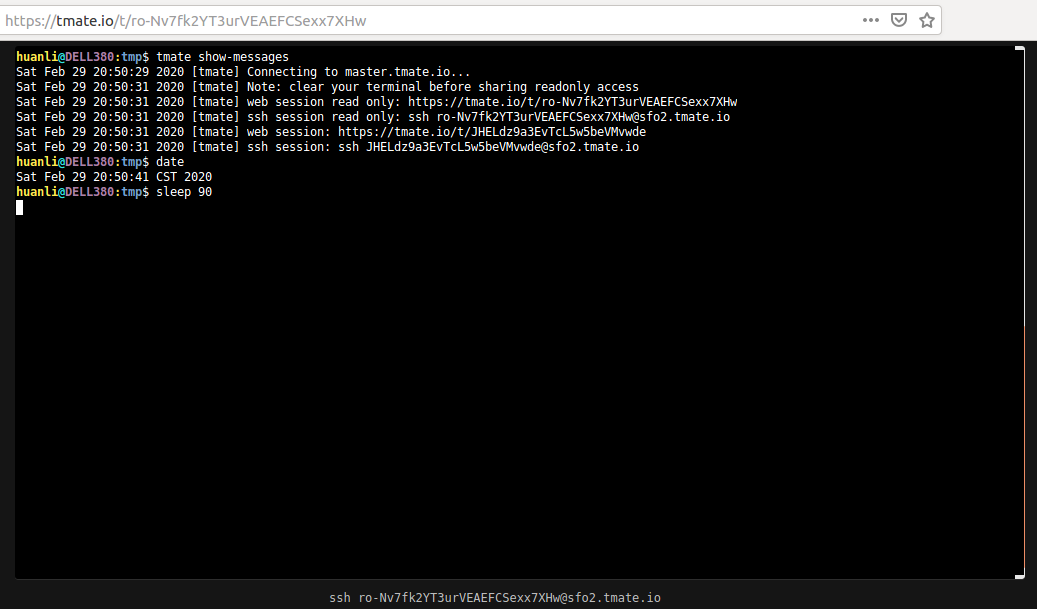 https://tmate.io/t/ro-Nv7fk2YT3urVEAEFCSexx7XHw
huanli@DELL380:tmp$ tmate show-messages
Sat Feb 29 20:50:29 2020 [tmate] Connecting to master.tmate.io...
Sat Feb 29 20:50:31 2020 [tmate] Note: clear your terminal before sharing readonly access
Sat Feb 29 20:50:31 2020 [tmate] web session read only: https://tmate.io/t/ro-Nv7fk2YT3urVEAEFCSexx7XHw
Sat Feb 29 20:50:31 2020 [tmate] ssh session read only: ssh ro-Nv7fk2YT3urVEAEFCSexx7XHw@sfo2.tmate.io
Sat Feb 29 20:50:31 2020 [tmate] web session: https://tmate.io/t/JHELdz9a3EvTcL5w5beVMvwde
Sat Feb 29 20:50:31 2020 [tmate] ssh session: ssh JHELdz9a3EvTcL5w5beVMvwde@sfo2.tmate.io
huanli@DELL380:tmp$ date
Sat Feb 29 20:50:41 CST 2020
huanli@DELL380:tmp$ sleep 90
ssh ro-Nv7fk2YT3urVEAEFCSexx7XHw@sfo2.tmate.io